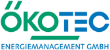 ÖKOTEC
ENERGIEMANAGEMENT GMBH